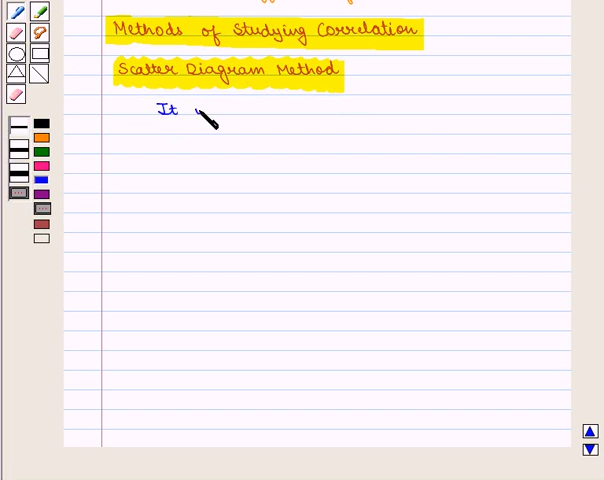 Methods of Studying Correlation
Scatter Diagram Method
It